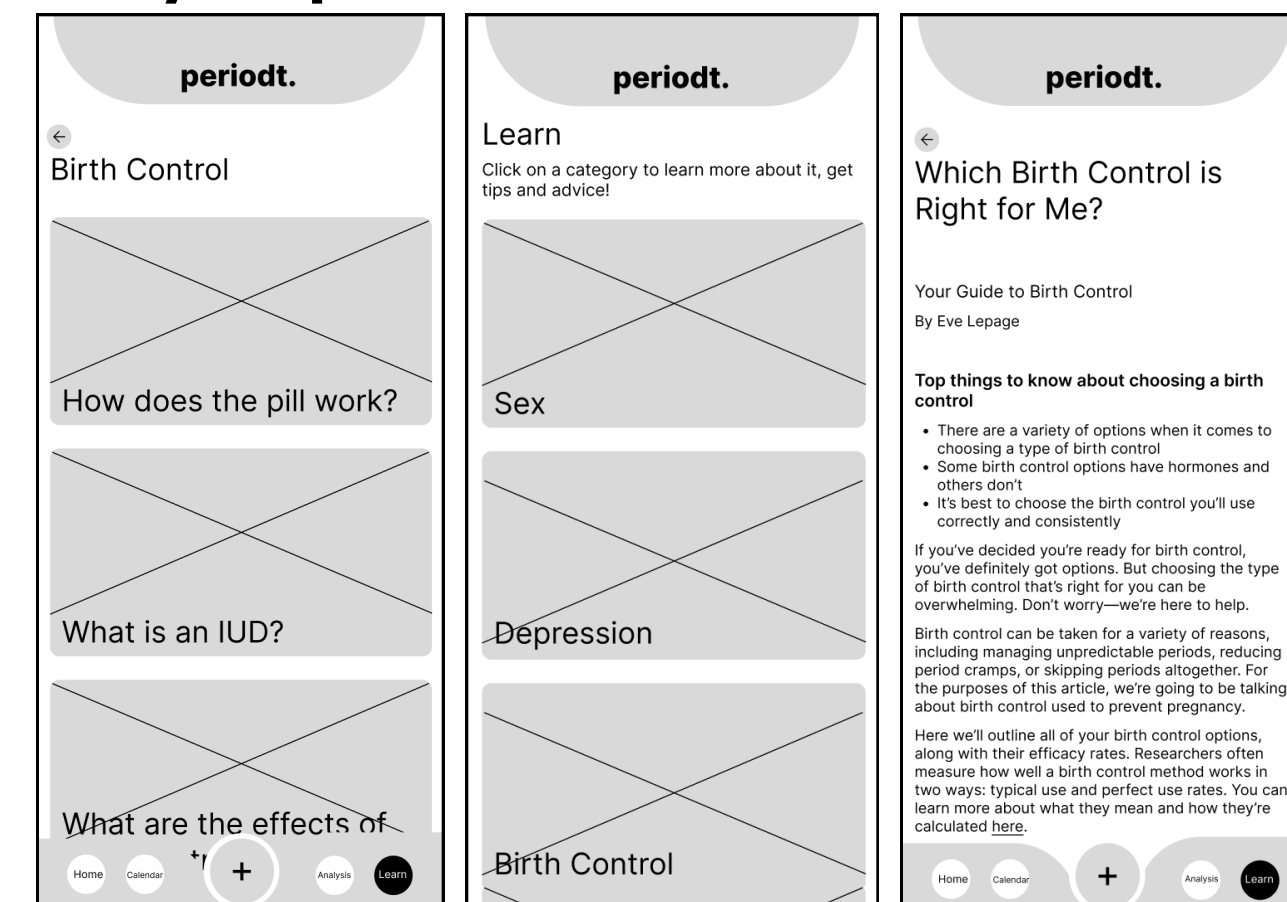 periodt.
←
Birth Control
How does the pill work?
What is an IUD?
What are the effects of
Home
Calendar
+
Analysis
Learn
periodt.
Learn
Click on a category to learn more about it, get
tips and advice!
Sex
Depression
Birth Control
periodt.
←
Which Birth Control is
Right for Me?
Your Guide to Birth Control
By Eve Lepage
Top things to know about choosing a birth
control
• There are a variety of options when it comes to
choosing a type of birth control
• Some birth control options have hormones and
others don’t
• It’s best to choose the birth control you’ll use
correctly and consistently
If you’ve decided you’re ready for birth control,
you’ve definitely got options. But choosing the type
of birth control that’s right for you can be
overwhelming. Don’t worry—we’re here to help.
Birth control can be taken for a variety of reasons,
including managing unpredictable periods, reducing
period cramps, or skipping periods altogether. For
the purposes of this article, we’re going to be talking
about birth control used to prevent pregnancy.
Here we’ll outline all of your birth control options,
along with their efficacy rates. Researchers often
measure how well a birth control method works in
two ways: typical use and perfect use rates. You can
learn more about what they mean and how they’re
calculated here.
Home
Calendar
+
Analysis
Learn